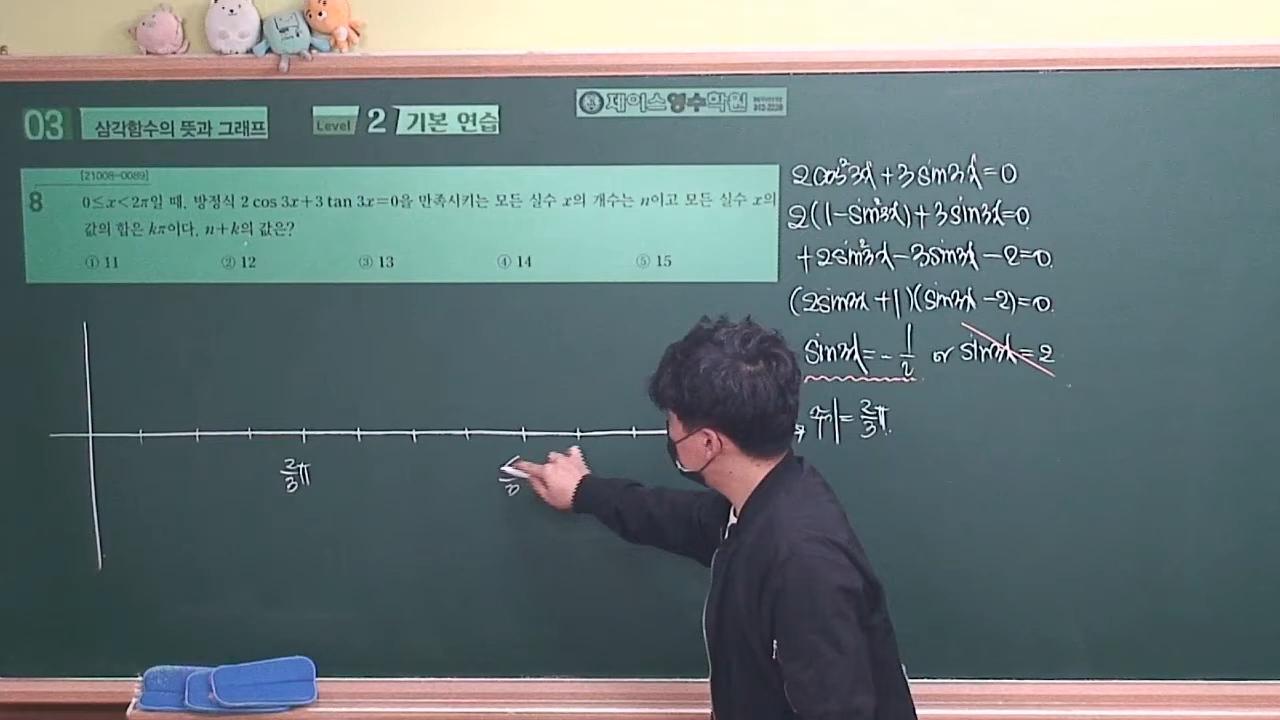 제이스영수학원
03 삼각함수의 뜻과 그래프 Level 2 기본 연습
[21008-0089]
8 0≤x<2π일 때, 방정식 2 cos 3x+3 tan 3x=0을 만족시키는 모든 실수 x의 개수는 n이고 모든 실수 x의
값의 합은 kπ이다. n+k의 값은?
① 11 ② 12 ③ 13 ④ 14 ⑤ 15
2cos²3x+3sin3x=0
2(1-sin²3x)+3sin3x=0.
+2sin²3x-3sin3x-2=0.
(2sin3x+1)(sin3x-2)=0.
sin3x=-1/2 or sin3x=2
주기=2/3π.
2/3π